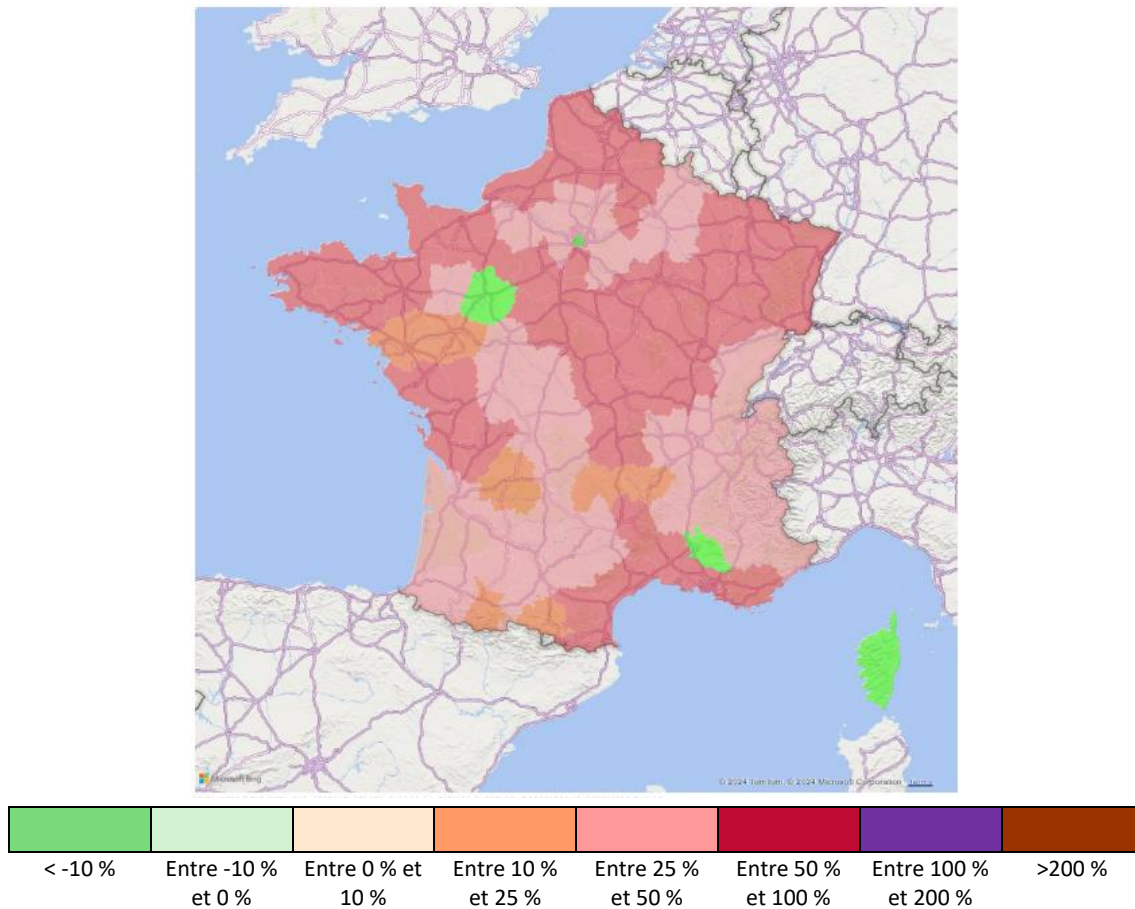 Microsoft Bing
© 2024 TomTom, © 2024 Microsoft Corporation Terms
< -10 %
Entre -10 %
et 0 %
Entre 0 % et
10 %
Entre 10 %
et 25 %
Entre 25 %
et 50 %
Entre 50 %
et 100 %
Entre 100 %
et 200 %
>200 %